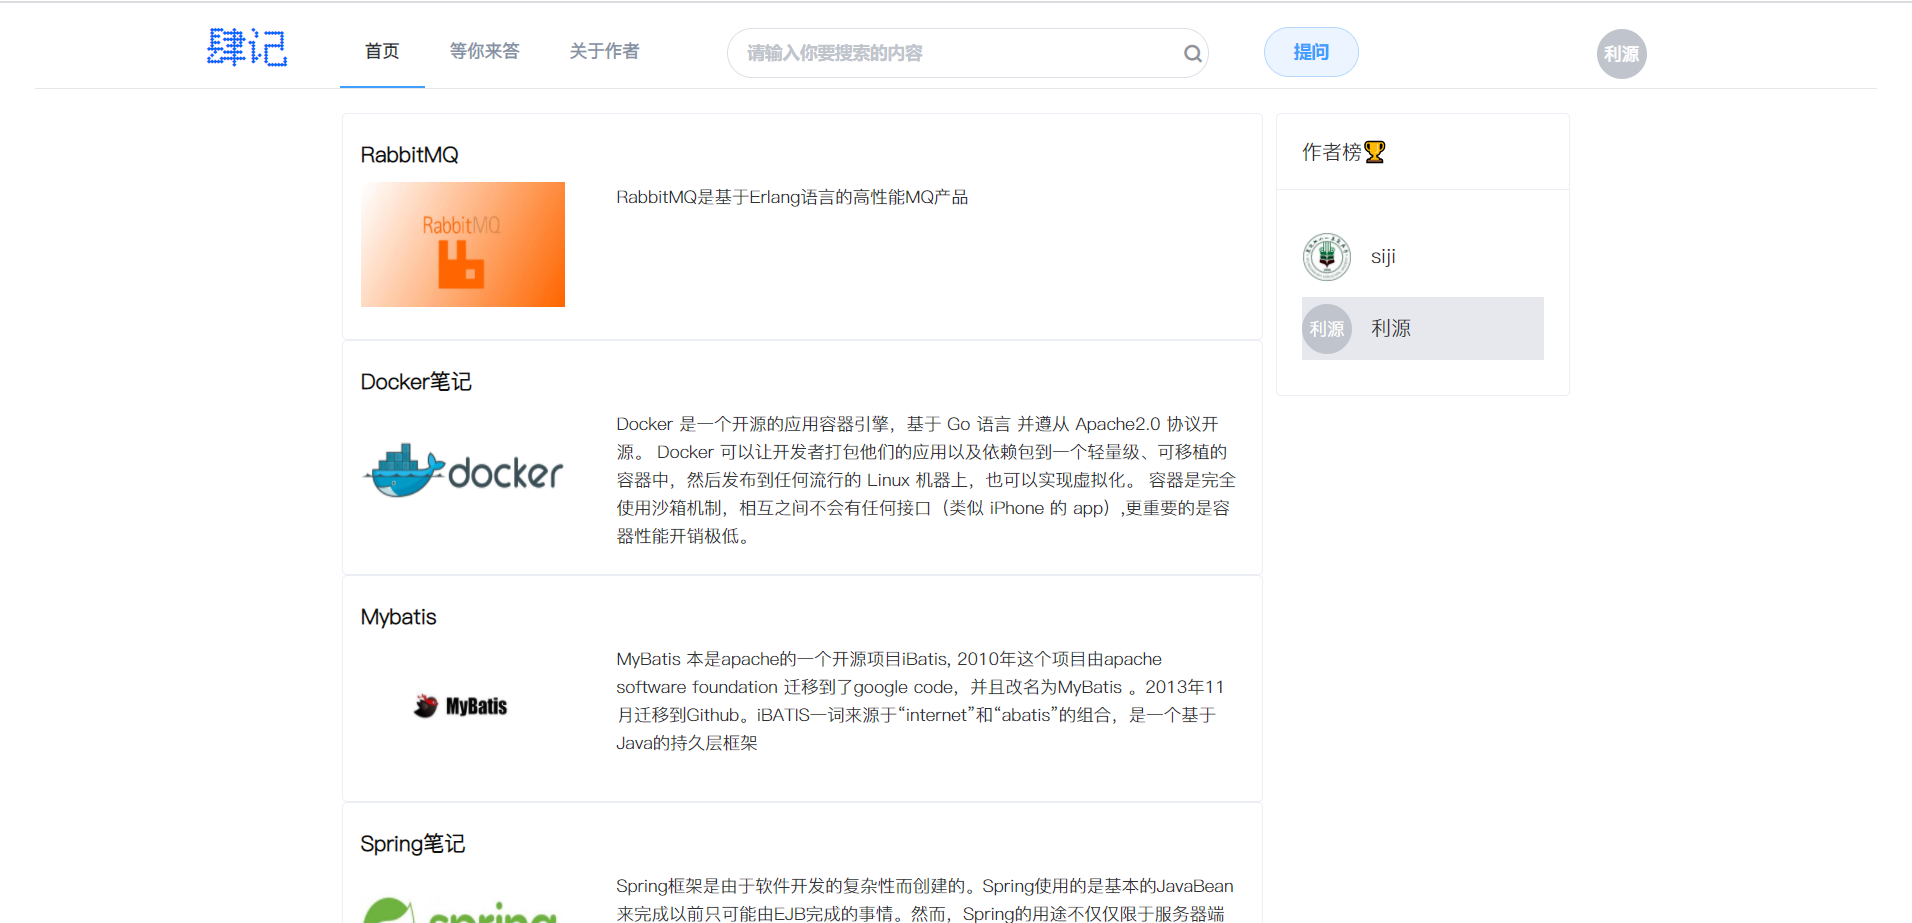 肆记
首页 等你来答 关于作者 请输入你要搜索的内容 提问 利源
RabbitMQ
RabbitMQ
RabbitMQ是基于Erlang语言的高性能MQ产品
Docker笔记
docker
Docker 是一个开源的应用容器引擎，基于 Go 语言 并遵从 Apache2.0 协议开
源。 Docker 可以让开发者打包他们的应用以及依赖包到一个轻量级、可移植的
容器中，然后发布到任何流行的 Linux 机器上，也可以实现虚拟化。 容器是完全
使用沙箱机制，相互之间不会有任何接口（类似 iPhone 的 app）,更重要的是容
器性能开销极低。
Mybatis
MyBatis
MyBatis 本是apache的一个开源项目iBatis, 2010年这个项目由apache
software foundation 迁移到了google code，并且改名为MyBatis 。2013年11
月迁移到Github。iBATIS一词来源于“internet”和“abatis”的组合，是一个基于
Java的持久层框架
Spring笔记
spring
Spring框架是由于软件开发的复杂性而创建的。Spring使用的是基本的JavaBean
来完成以前只可能由EJB完成的事情。然而，Spring的用途不仅仅限于服务器端
作者榜🏆
siji
利源 利源